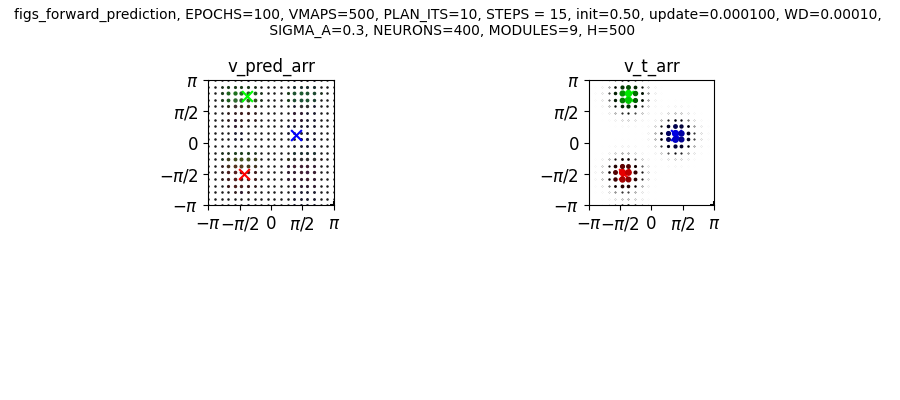 figs_forward_prediction, EPOCHS=100, VMAPS=500, PLAN_ITS=10, STEPS = 15, init=0.50, update=0.000100, WD=0.00010,
SIGMA_A=0.3, NEURONS=400, MODULES=9, H=500
v_pred_arr
π
π/2
0
−π/2
−π
−π −π/2 0 π/2 π
v_t_arr
π
π/2
0
−π/2
−π
−π −π/2 0 π/2 π